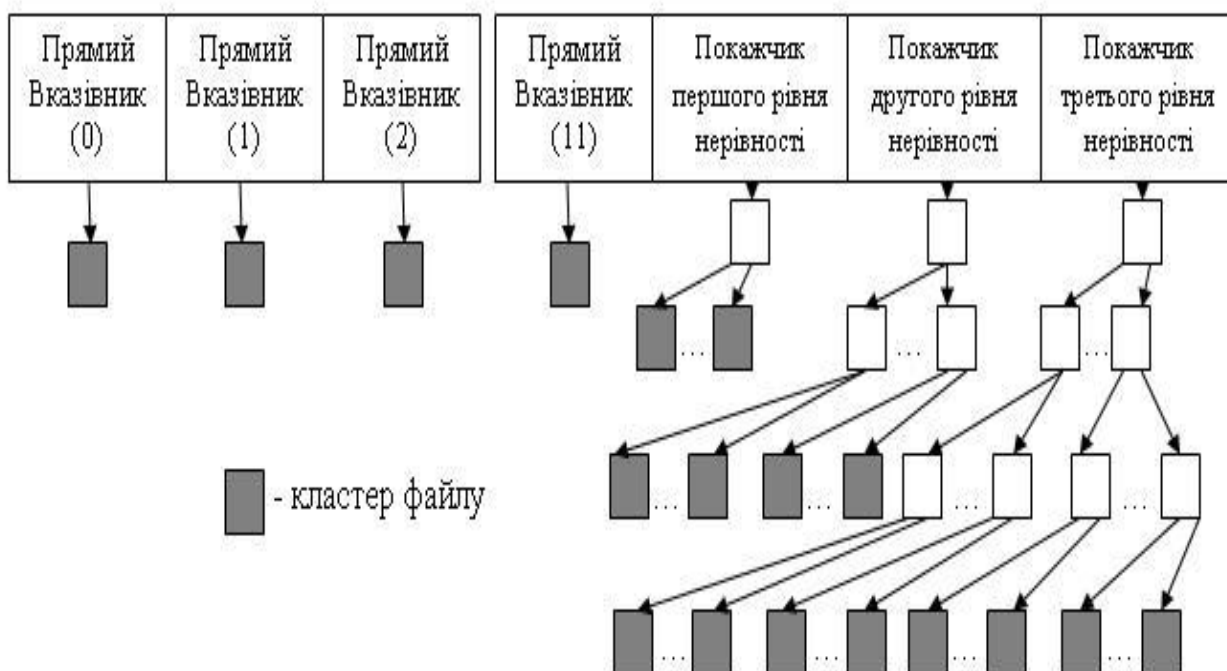 Прямий
Вказівник
(0)
Прямий
Вказівник
(1)
Прямий
Вказівник
(2)
Прямий
Вказівник
(11)
Покажчик
першого рівня
нерівності
Покажчик
другого рівня
нерівності
Покажчик
третього рівня
нерівності
... ... ...
... ... ... ...
- кластер файлу
... ... ... ...